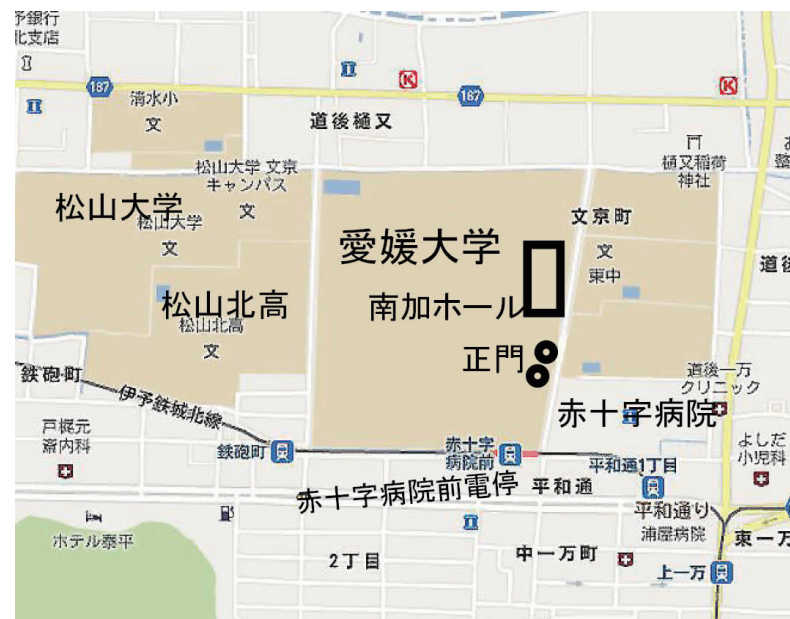 予銀行
北支店
187
清水小
文
187
道後樋又
松山大学 文京
キャンパス
文
樋又稲荷
神社
松山大学
松山大学
文
愛媛大学
文京町
文
東中
道後
松山北高
松山北高
文
南加ホール
正門
鉄砲町
伊予鉄城北線
道後一万
クリニック
赤十字病院
戸梶元
斎内科
鉄砲町
赤十字
病院前
平和通1丁目
よしだ
小児科
赤十字病院前電停
平和通
平和通り
浦屋病院
東一万
ホテル泰平
2丁目
中一万町
上一万